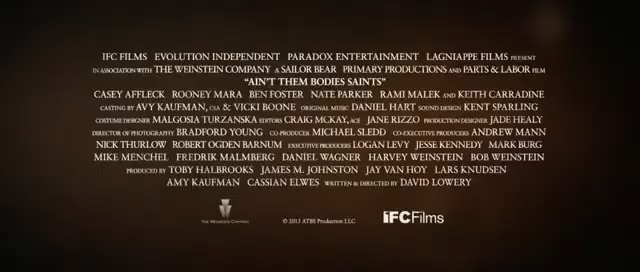 IFC FILMS EVOLUTION INDEPENDENT PARADOX ENTERTAINMENT LAGNIAPPE FILMS PRESENT
IN ASSOCIATION WITH THE WEINSTEIN COMPANY A SAILOR BEAR PRIMARY PRODUCTIONS AND PARTS & LABOR FILM
"AIN'T THEM BODIES SAINTS"
CASEY AFFLECK ROONEY MARA BEN FOSTER NATE PARKER RAMI MALEK AND KEITH CARRADINE
CASTING BY AVY KAUFMAN, CSA & VICKI BOONE ORIGINAL MUSIC DANIEL HART SOUND DESIGN KENT SPARLING
COSTUME DESIGNER MALGOSIA TURZANSKA EDITORS CRAIG MCKAY, ACE JANE RIZZO PRODUCTION DESIGNER JADE HEALY
DIRECTOR OF PHOTOGRAPHY BRADFORD YOUNG CO-PRODUCER MICHAEL SLEDD CO-EXECUTIVE PRODUCERS ANDREW MANN
NICK THURLOW ROBERT OGDEN BARNUM EXECUTIVE PRODUCERS LOGAN LEVY JESSE KENNEDY MARK BURG
MIKE MENCHEL FREDRIK MALMBERG DANIEL WAGNER HARVEY WEINSTEIN BOB WEINSTEIN
PRODUCED BY TOBY HALBROOKS JAMES M. JOHNSTON JAY VAN HOY LARS KNUDSEN
AMY KAUFMAN CASSIAN ELWES WRITTEN & DIRECTED BY DAVID LOWERY
THE WEINSTEIN COMPANY © 2013 ATBS Production LLC IFC Films